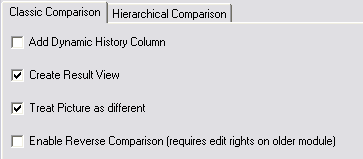 Classic Comparison Hierarchical Comparison
Add Dynamic History Column
Create Result View
Treat Picture as different
Enable Reverse Comparison (requires edit rights on older module)